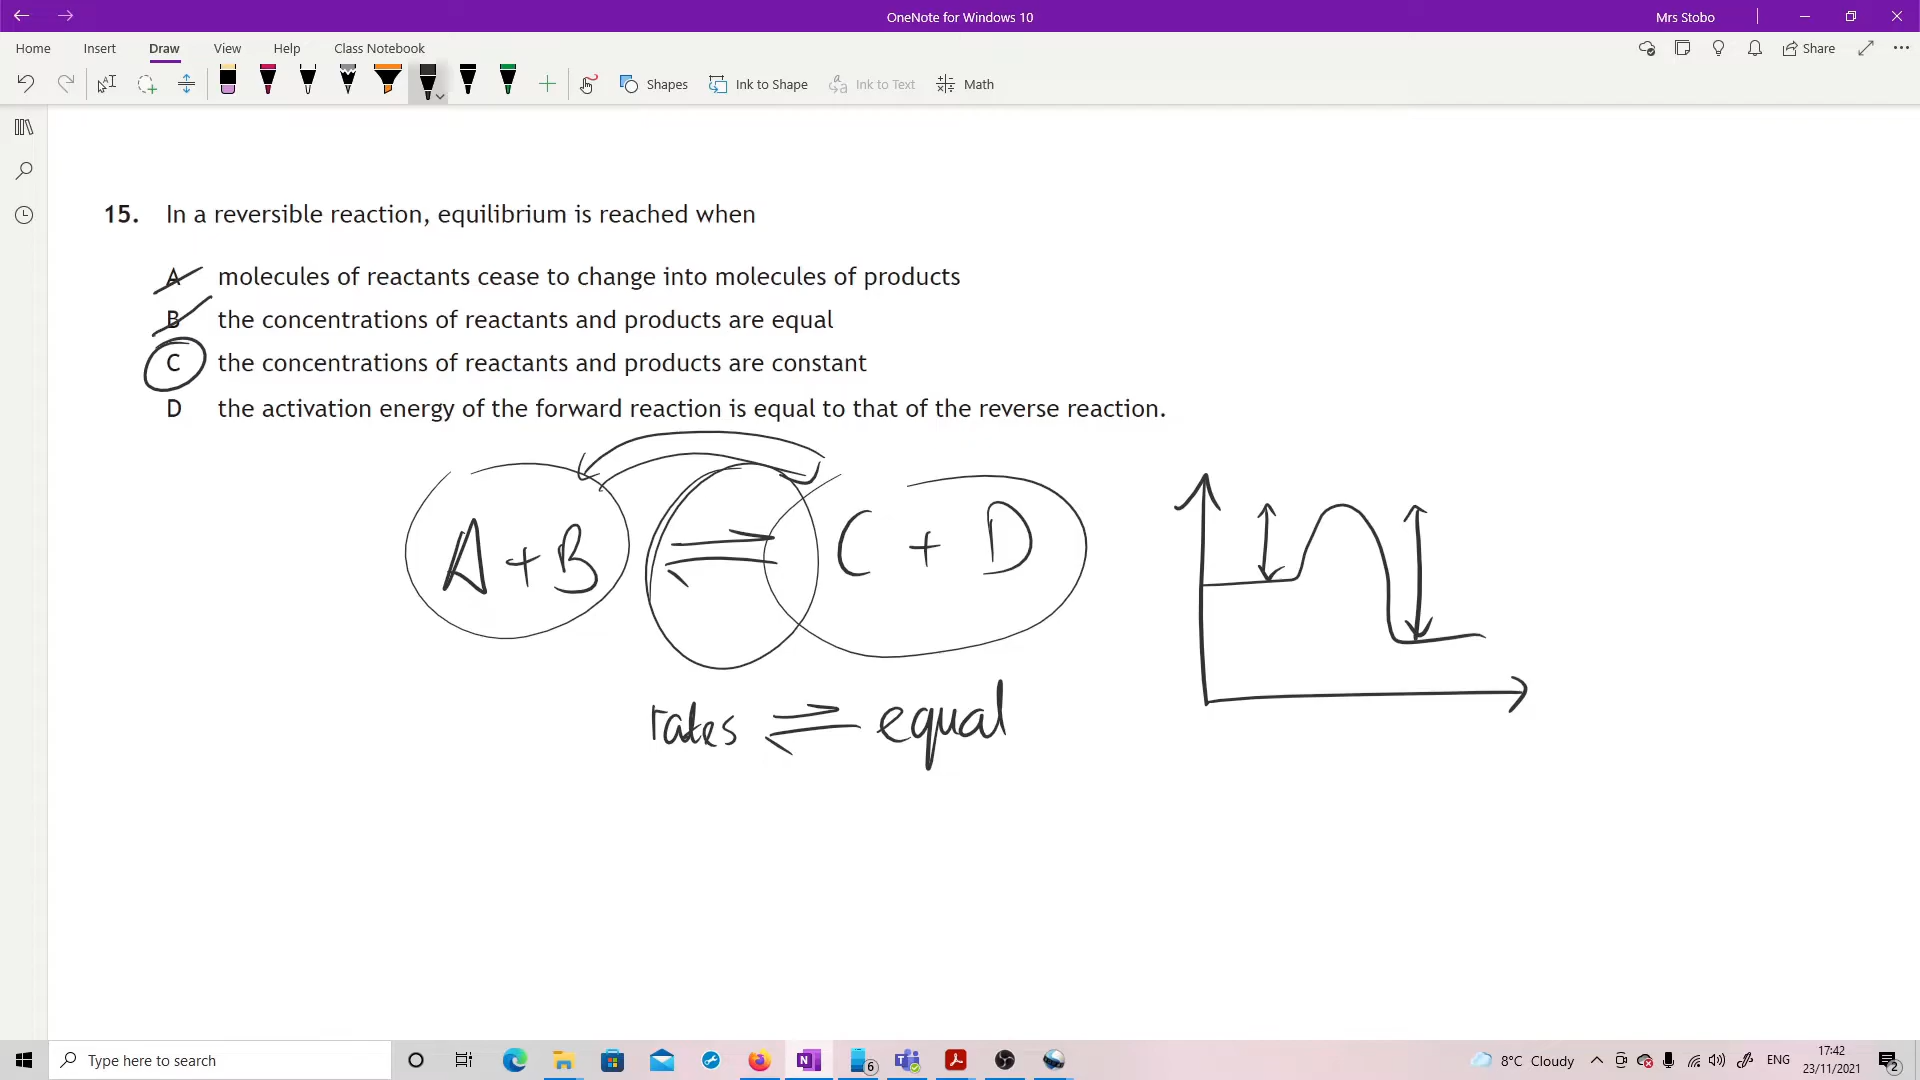 OneNote for Windows 10
Mrs Stobo
Home Insert Draw View Help Class Notebook
Share
Shapes Ink to Shape Ink to Text Math
15. In a reversible reaction, equilibrium is reached when
A molecules of reactants cease to change into molecules of products
B the concentrations of reactants and products are equal
C the concentrations of reactants and products are constant
D the activation energy of the forward reaction is equal to that of the reverse reaction.
A + B ⇌ C + D
rates ⇌ equal
Type here to search
6
8°C Cloudy
ENG
17:42
23/11/2021
2